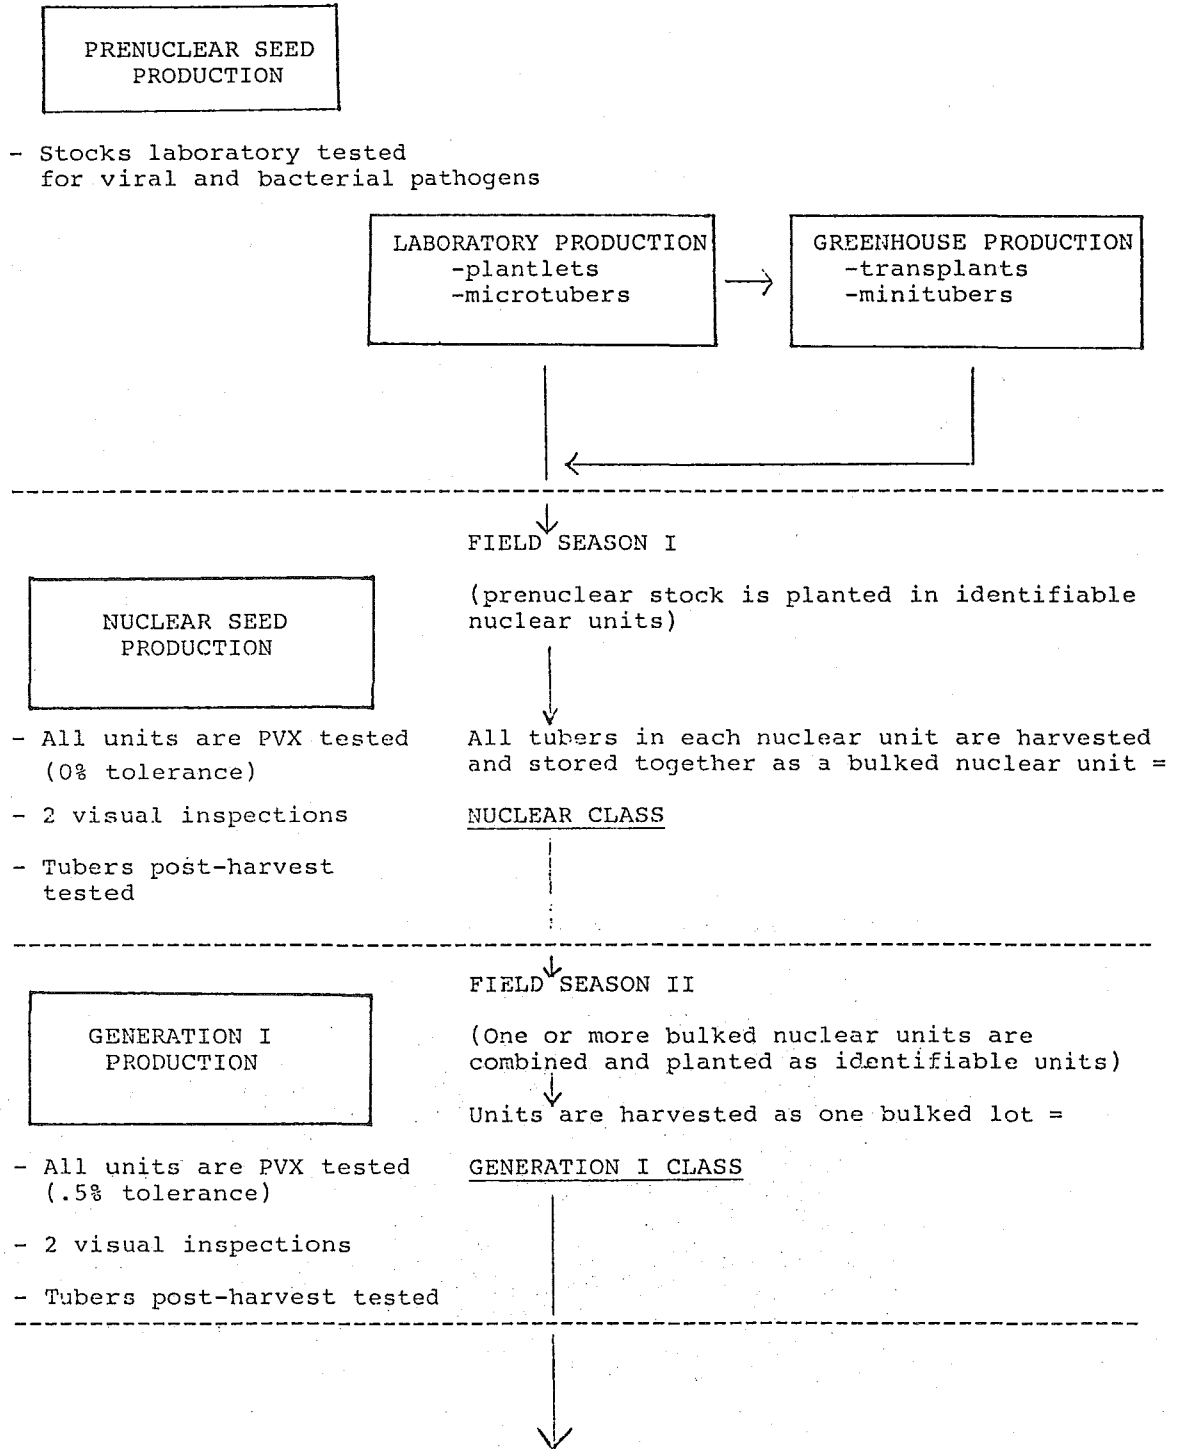 PRENUCLEAR SEED
PRODUCTION
- Stocks laboratory tested
for viral and bacterial pathogens
LABORATORY PRODUCTION
-plantlets
-microtubers
GREENHOUSE PRODUCTION
-transplants
-minitubers
FIELD SEASON I
(prenuclear stock is planted in identifiable
nuclear units)
NUCLEAR SEED
PRODUCTION
- All units are PVX tested
(0% tolerance)
- 2 visual inspections
- Tubers post-harvest
tested
All tubers in each nuclear unit are harvested
and stored together as a bulked nuclear unit =
NUCLEAR CLASS
FIELD SEASON II
(One or more bulked nuclear units are
combined and planted as identifiable units)
Units are harvested as one bulked lot =
GENERATION I CLASS
GENERATION I
PRODUCTION
- All units are PVX tested
(.5% tolerance)
- 2 visual inspections
- Tubers post-harvest tested